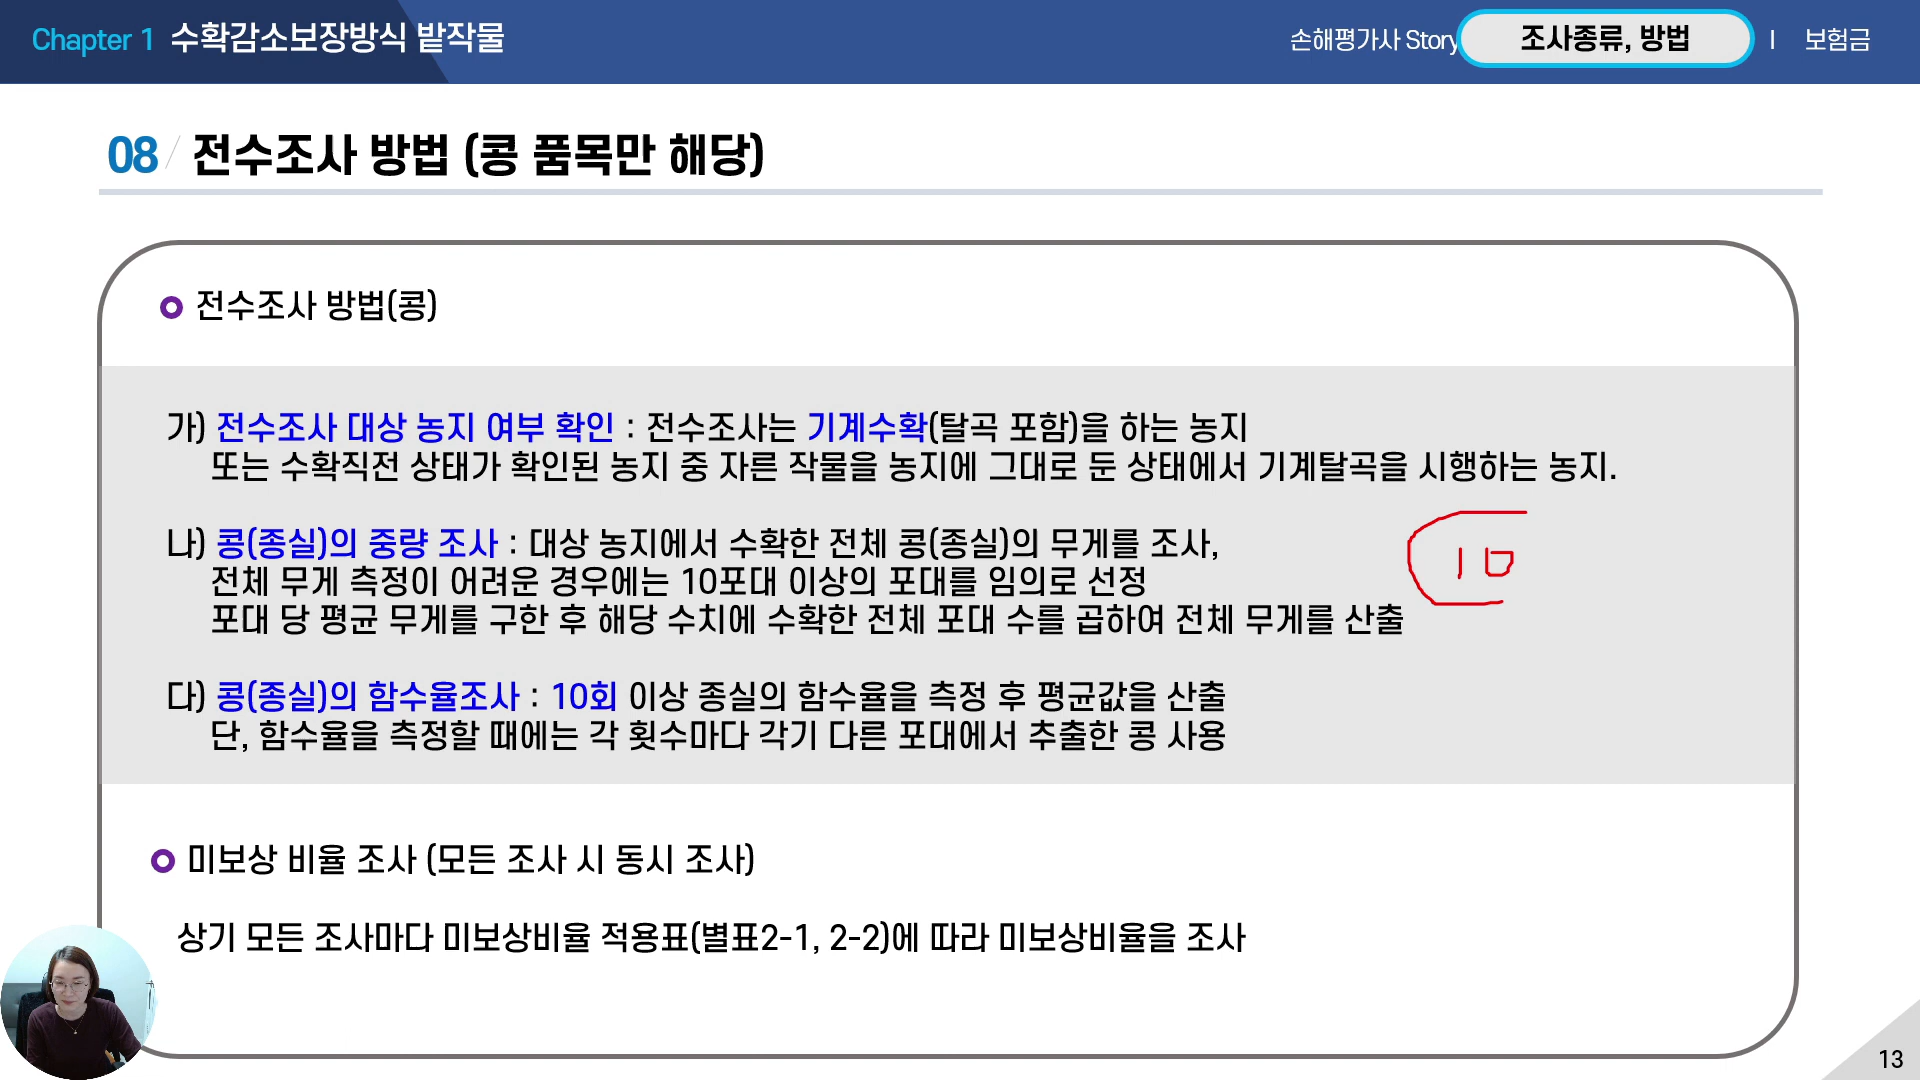 Chapter 1 수확감소보장방식 밭작물
손해평가사 Story 조사종류, 방법 | 보험금
08 / 전수조사 방법 (콩 품목만 해당)
전수조사 방법(콩)
가) 전수조사 대상 농지 여부 확인 : 전수조사는 기계수확(탈곡 포함)을 하는 농지
또는 수확직전 상태가 확인된 농지 중 자른 작물을 농지에 그대로 둔 상태에서 기계탈곡을 시행하는 농지.
나) 콩(종실)의 중량 조사 : 대상 농지에서 수확한 전체 콩(종실)의 무게를 조사,
전체 무게 측정이 어려운 경우에는 10포대 이상의 포대를 임의로 선정
포대 당 평균 무게를 구한 후 해당 수치에 수확한 전체 포대 수를 곱하여 전체 무게를 산출
10
다) 콩(종실)의 함수율조사 : 10회 이상 종실의 함수율을 측정 후 평균값을 산출
단, 함수율을 측정할 때에는 각 횟수마다 각기 다른 포대에서 추출한 콩 사용
미보상 비율 조사 (모든 조사 시 동시 조사)
상기 모든 조사마다 미보상비율 적용표(별표2-1, 2-2)에 따라 미보상비율을 조사
13